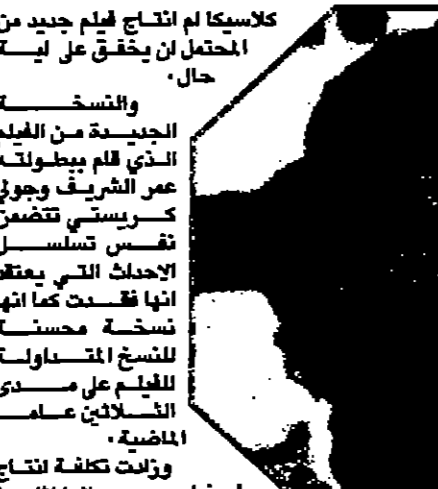 كلاسيكا لم انتاج فيلم جديد من
المحتمل لن يخفق على اية
حال.
والنسخة
الجديدة من الفيلم
الذي قام ببطولته
عمر الشريف وجولي
كريستي تتضمن
نفس تسلسل
الاحداث التي يعتقد
انها فقدت كما انها
نسخة محسنة
للنسخ المتداولة
للفيلم على مدى
الثلاثين عاما
الماضية.
وزادت تكلفة انتاج